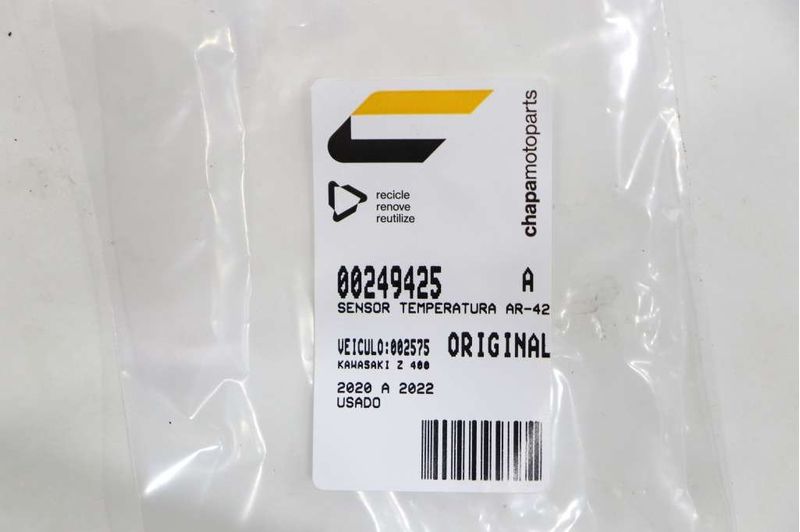 chapamotoparts
recicle
renove
reutilize
00249425 A
SENSOR TEMPERATURA AR-42
VEICULO:002575 ORIGINAL
KAWASAKI Z 400
2020 A 2022
USADO